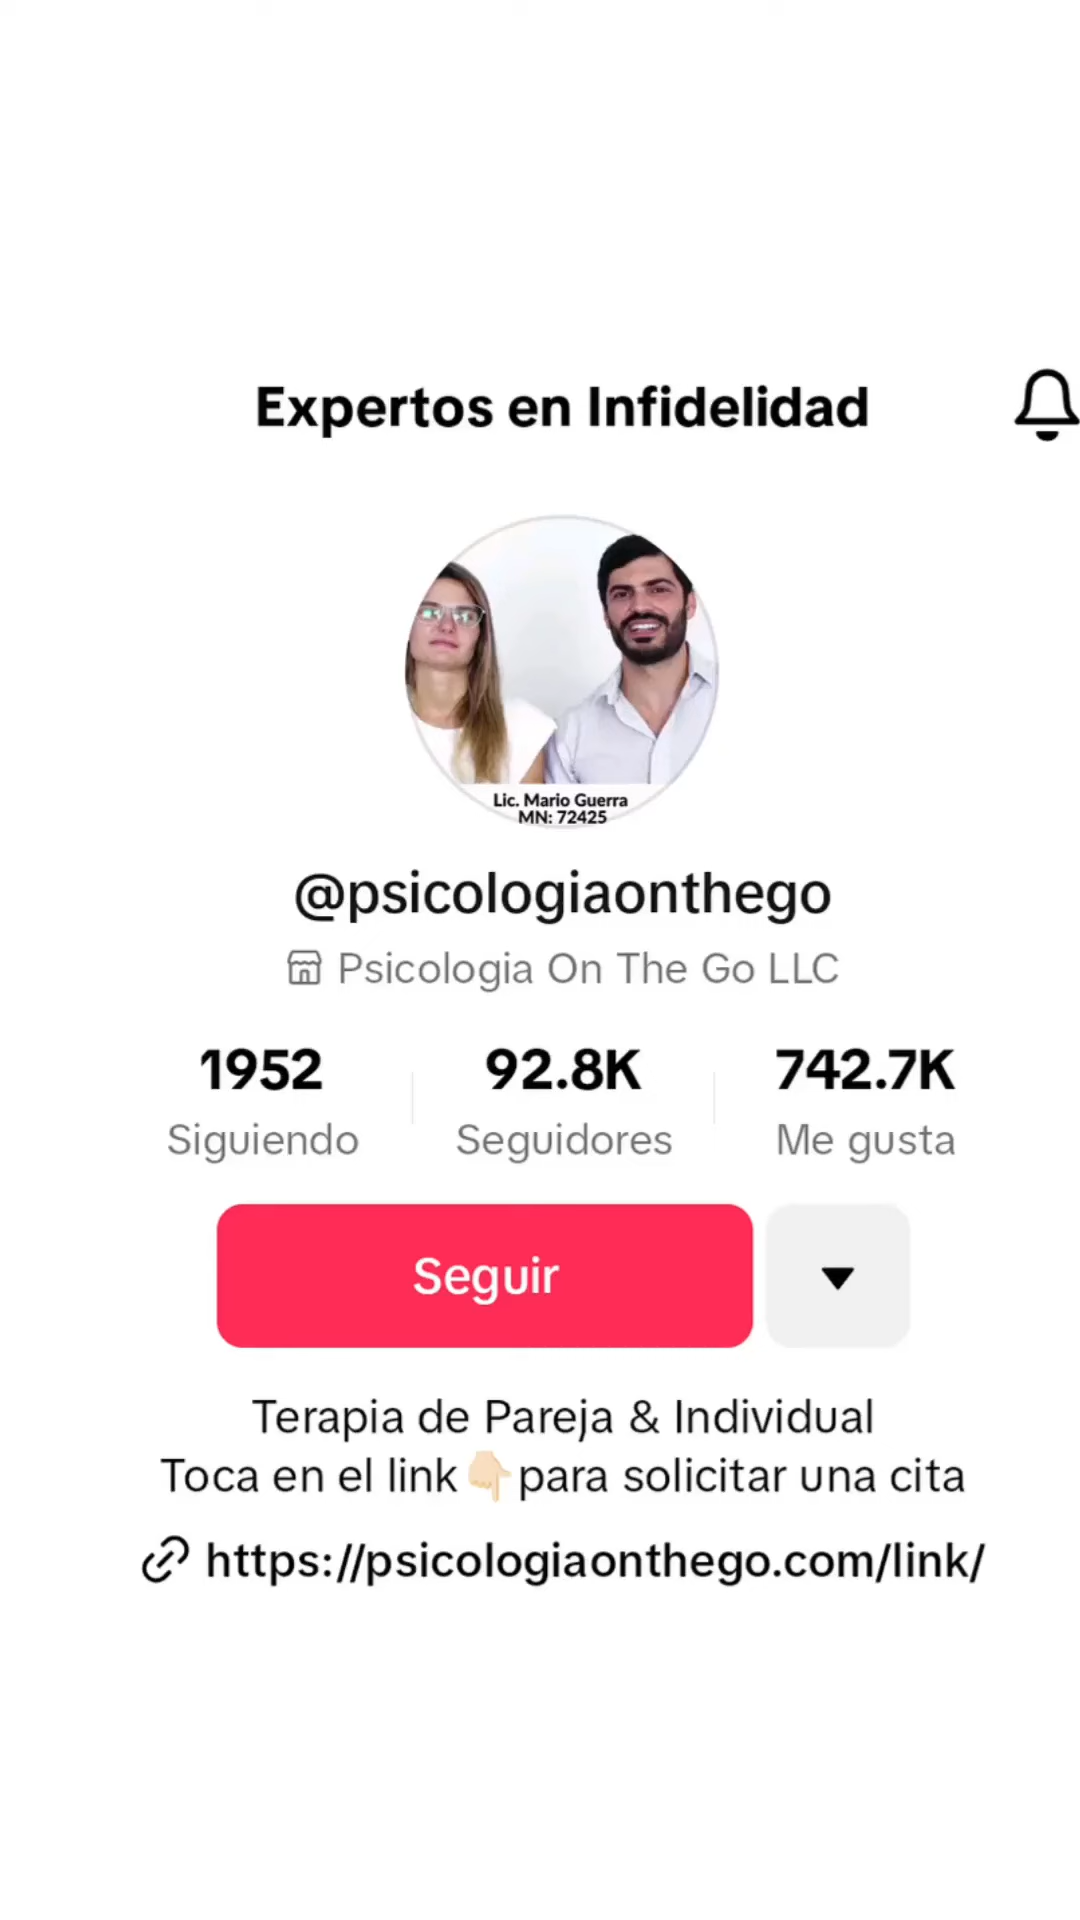 Expertos en Infidelidad
Lic. Mario Guerra
MN: 72425
@psicologiaonthego
Psicologia On The Go LLC
1952 92.8K 742.7K
Siguiendo Seguidores Me gusta
Seguir
Terapia de Pareja & Individual
Toca en el link👇🏻para solicitar una cita
https://psicologiaonthego.com/link/